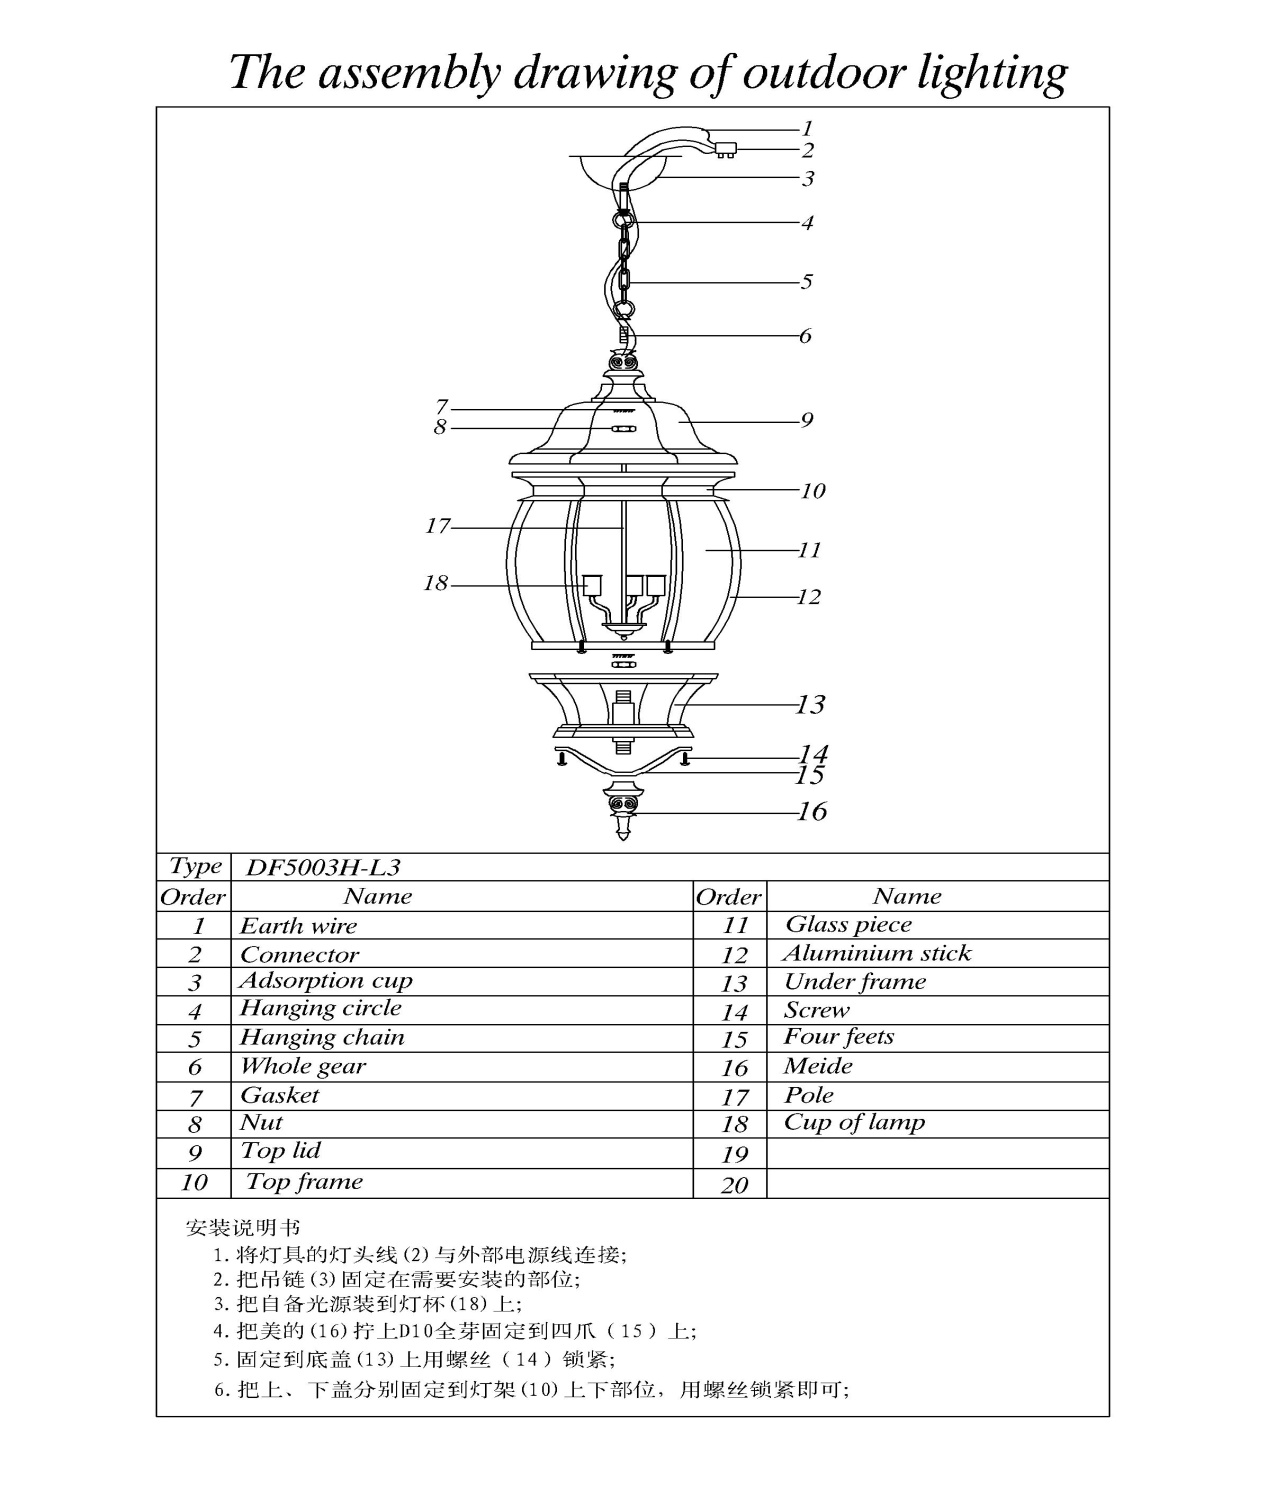 The assembly drawing of outdoor lighting
1
2
3
4
5
6
7
8
9
10
17
11
18
12
13
14
15
16
Type DF5003H-L3
Order Name Order Name
1 Earth wire 11 Glass piece
2 Connector 12 Aluminium stick
3 Adsorption cup 13 Under frame
4 Hanging circle 14 Screw
5 Hanging chain 15 Four feets
6 Whole gear 16 Meide
7 Gasket 17 Pole
8 Nut 18 Cup of lamp
9 Top lid 19
10 Top frame 20
安装说明书
1.将灯具的灯头线(2)与外部电源线连接;
2.把吊链(3)固定在需要安装的部位;
3.把自备光源装到灯杯(18)上;
4.把美的(16)拧上D10全芽固定到四爪（15）上;
5.固定到底盖(13)上用螺丝（14）锁紧;
6.把上、下盖分别固定到灯架(10)上下部位，用螺丝锁紧即可;